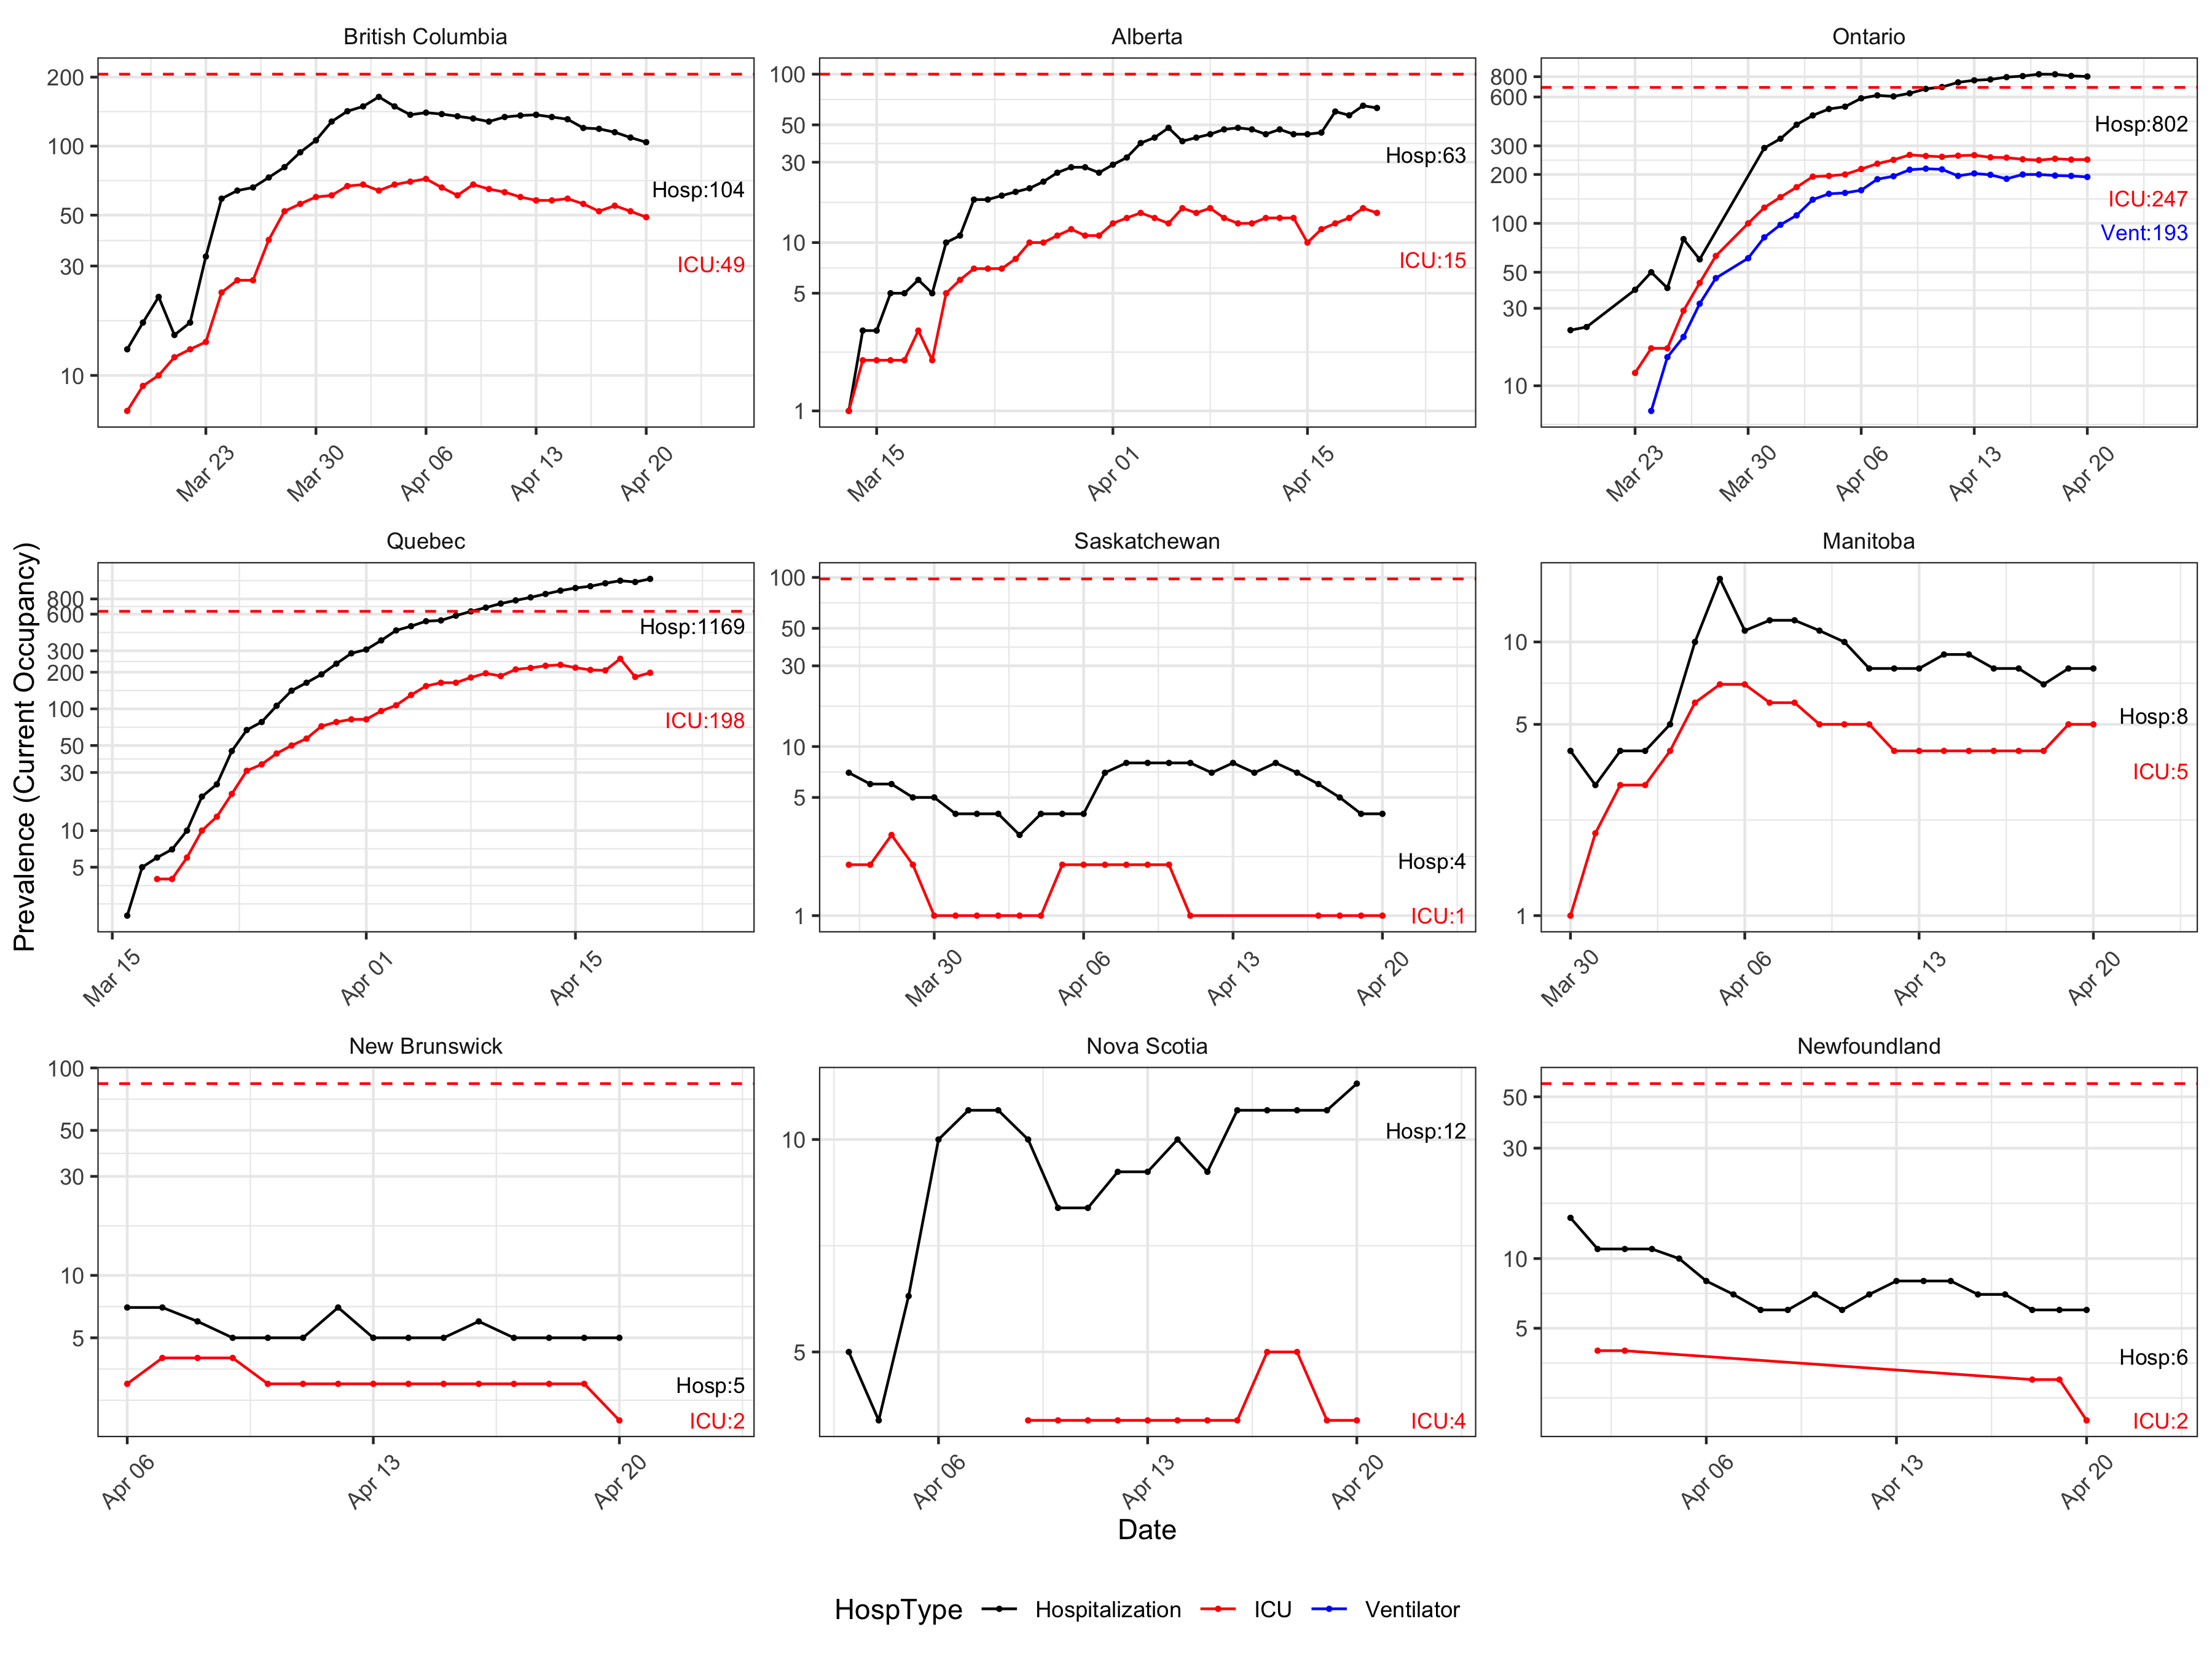 British Columbia
200
100
50
30
10
Hosp:104
ICU:49
Mar 23
Mar 30
Apr 06
Apr 13
Apr 20
Alberta
100
50
30
10
5
1
Hosp:63
ICU:15
Mar 15
Apr 01
Apr 15
Ontario
800
600
300
200
100
50
30
10
Hosp:802
ICU:247
Vent:193
Mar 23
Mar 30
Apr 06
Apr 13
Apr 20
Prevalence (Current Occupancy)
Quebec
800
600
300
200
100
50
30
10
5
Hosp:1169
ICU:198
Mar 15
Apr 01
Apr 15
Saskatchewan
100
50
30
10
5
1
Hosp:4
ICU:1
Mar 30
Apr 06
Apr 13
Apr 20
Manitoba
10
5
1
Hosp:8
ICU:5
Mar 30
Apr 06
Apr 13
Apr 20
New Brunswick
100
50
30
10
5
Hosp:5
ICU:2
Apr 06
Apr 13
Apr 20
Nova Scotia
10
5
Hosp:12
ICU:4
Apr 06
Apr 13
Apr 20
Newfoundland
50
30
10
5
Hosp:6
ICU:2
Apr 06
Apr 13
Apr 20
Date
HospType Hospitalization ICU Ventilator